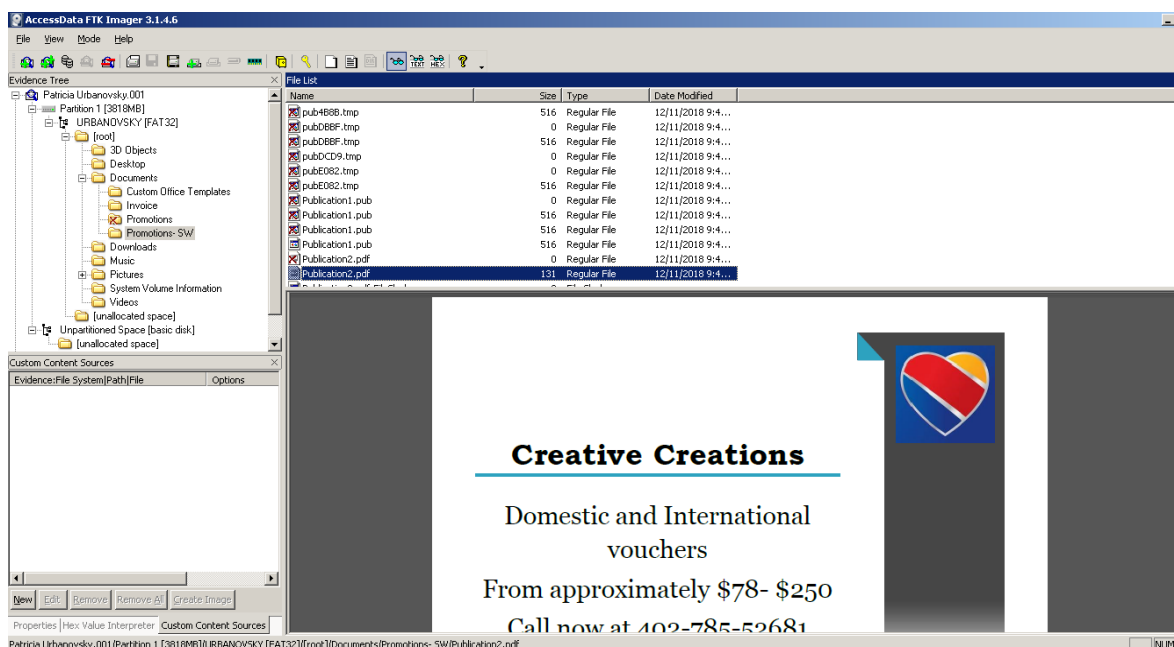 AccessData FTK Imager 3.1.4.6
File View Mode Help
Evidence Tree
Patricia Urbanovsky.001
Partition 1 [3818MB]
URBANOVSKY [FAT32]
[root]
3D Objects
Desktop
Documents
Custom Office Templates
Invoice
Promotions
Promotions- SW
Downloads
Music
Pictures
System Volume Information
Videos
[unallocated space]
Unpartitioned Space [basic disk]
[unallocated space]
Custom Content Sources
Evidence:File System|Path|File Options
New Edit Remove Remove All Create Image
Properties Hex Value Interpreter Custom Content Sources
File List
Name Size Type Date Modified
pub4B8B.tmp 516 Regular File 12/11/2018 9:4...
pubDBBF.tmp 0 Regular File 12/11/2018 9:4...
pubDBBF.tmp 516 Regular File 12/11/2018 9:4...
pubDCD9.tmp 0 Regular File 12/11/2018 9:4...
pubE082.tmp 0 Regular File 12/11/2018 9:4...
pubE082.tmp 516 Regular File 12/11/2018 9:4...
Publication1.pub 0 Regular File 12/11/2018 9:4...
Publication1.pub 516 Regular File 12/11/2018 9:4...
Publication1.pub 516 Regular File 12/11/2018 9:4...
Publication1.pub 516 Regular File 12/11/2018 9:4...
Publication2.pdf 0 Regular File 12/11/2018 9:4...
Publication2.pdf 131 Regular File 12/11/2018 9:4...
Creative Creations
Domestic and International
vouchers
From approximately $78- $250
Call now at 402-785-52681
Patricia Urbanovsky.001/Partition 1 [3818MB]/URBANOVSKY [FAT32]/[root]/Documents/Promotions- SW/Publication2.pdf
NUM